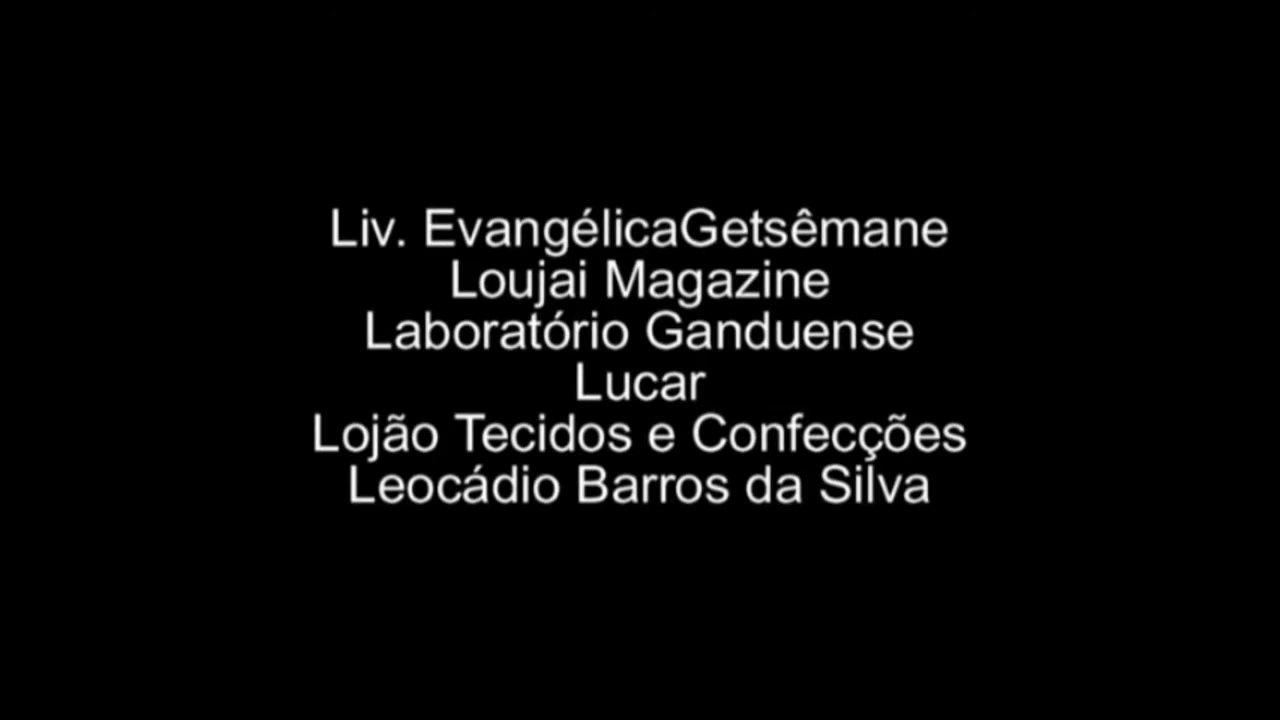 Liv. EvangélicaGetsêmane
Loujai Magazine
Laboratório Ganduense
Lucar
Lojão Tecidos e Confecções
Leocádio Barros da Silva